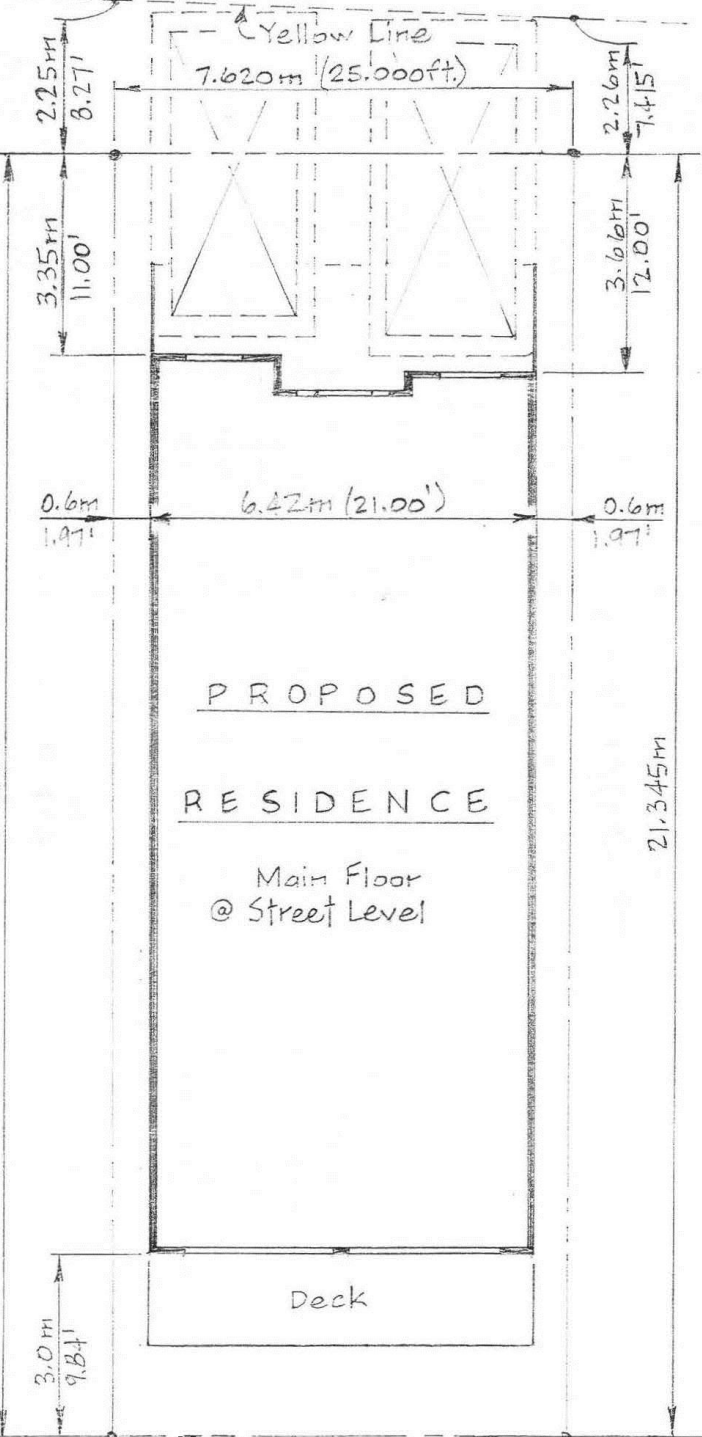 Yellow Line
7.620m (25.000ft.)
2.25m
8.27'
2.26m
7.415'
3.35m
11.00'
3.66m
12.00'
0.6m
1.97'
6.42m (21.00')
0.6m
1.97'
PROPOSED
RESIDENCE
Main Floor
@ Street Level
21.345m
Deck
3.0m
9.84'